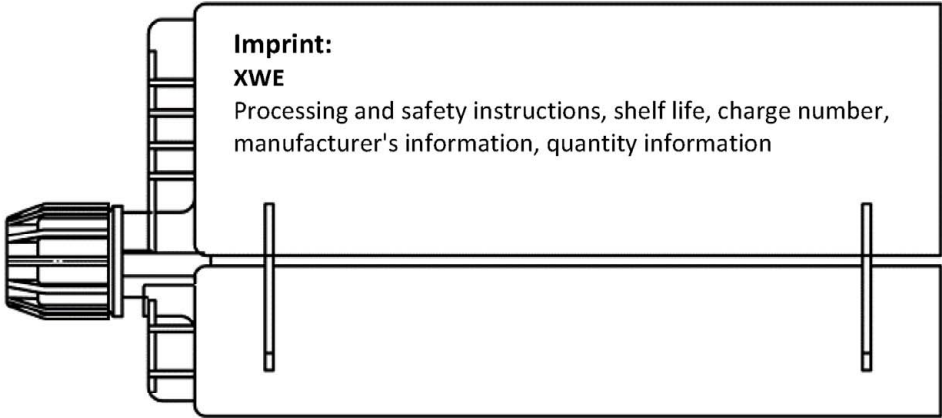 Imprint:
XWE
Processing and safety instructions, shelf life, charge number,
manufacturer's information, quantity information